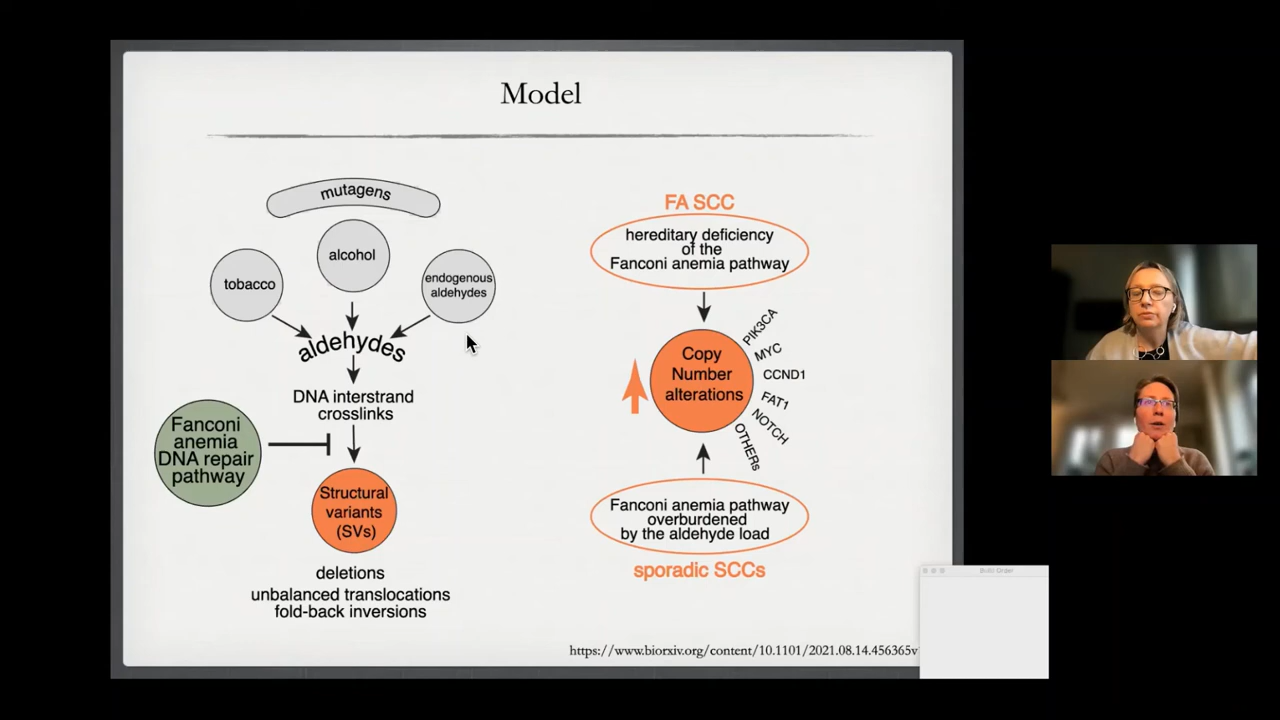 Model
mutagens
tobacco
alcohol
endogenous
aldehydes
aldehydes
DNA interstrand
crosslinks
Fanconi
anemia
DNA repair
pathway
Structural
variants
(SVs)
deletions
unbalanced translocations
fold-back inversions
FA SCC
hereditary deficiency
of the
Fanconi anemia pathway
Copy
Number
alterations
PIK3CA
MYC
CCND1
FAT1
NOTCH
OTHERs
Fanconi anemia pathway
overburdened
by the aldehyde load
sporadic SCCs
https://www.biorxiv.org/content/10.1101/2021.08.14.456365v